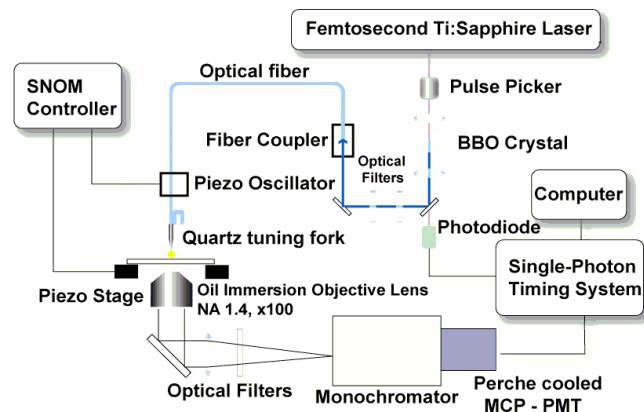 Femtosecond Ti:Sapphire Laser
SNOM
Controller
Optical fiber
Pulse Picker
Fiber Coupler
BBO Crystal
Optical
Filters
Piezo Oscillator
Computer
Photodiode
Quartz tuning fork
Single-Photon
Timing System
Piezo Stage
Oil Immersion Objective Lens
NA 1.4, x100
Optical Filters
Monochromator
Perche cooled
MCP - PMT